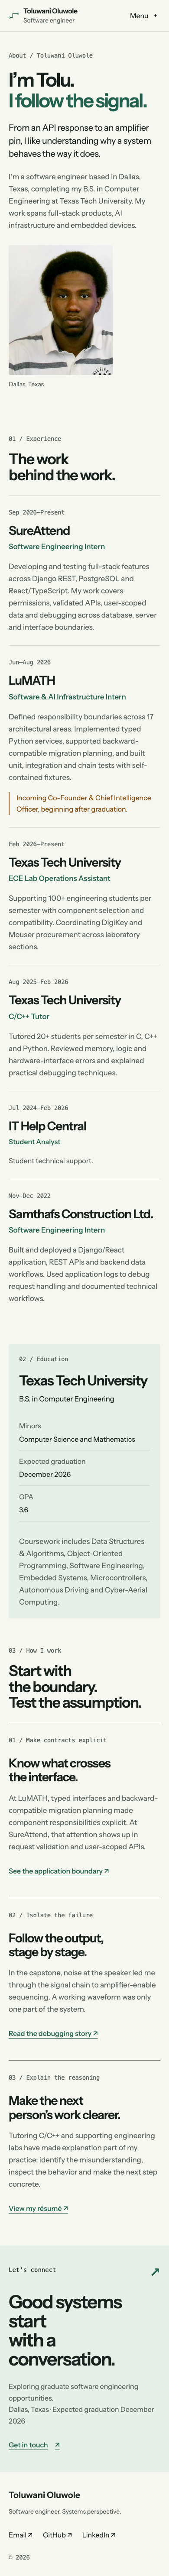 Toluwani Oluwole
Software engineer
Menu +
About / Toluwani Oluwole
I'm Tolu.
I follow the signal.
From an API response to an amplifier
pin, I like understanding why a system
behaves the way it does.
I'm a software engineer based in Dallas,
Texas, completing my B.S. in Computer
Engineering at Texas Tech University. My
work spans full-stack products, AI
infrastructure and embedded devices.
Dallas, Texas
01 / Experience
The work
behind the work.
Sep 2026–Present
SureAttend
Software Engineering Intern
Developing and testing full-stack features
across Django REST, PostgreSQL and
React/TypeScript. My work covers
permissions, validated APIs, user-scoped
data and debugging across database, server
and interface boundaries.
Jun–Aug 2026
LuMATH
Software & AI Infrastructure Intern
Defined responsibility boundaries across 17
architectural areas. Implemented typed
Python services, supported backward-
compatible migration planning, and built
unit, integration and chain tests with self-
contained fixtures.
Incoming Co-Founder & Chief Intelligence
Officer, beginning after graduation.
Feb 2026–Present
Texas Tech University
ECE Lab Operations Assistant
Supporting 100+ engineering students per
semester with component selection and
compatibility. Coordinating DigiKey and
Mouser procurement across laboratory
sections.
Aug 2025–Feb 2026
Texas Tech University
C/C++ Tutor
Tutored 20+ students per semester in C, C++
and Python. Reviewed memory, logic and
hardware-interface errors and explained
practical debugging techniques.
Jul 2024–Feb 2026
IT Help Central
Student Analyst
Student technical support.
Nov–Dec 2022
Samthafs Construction Ltd.
Software Engineering Intern
Built and deployed a Django/React
application, REST APIs and backend data
workflows. Used application logs to debug
request handling and documented technical
workflows.
02 / Education
Texas Tech University
B.S. in Computer Engineering
Minors
Computer Science and Mathematics
Expected graduation
December 2026
GPA
3.6
Coursework includes Data Structures
& Algorithms, Object-Oriented
Programming, Software Engineering,
Embedded Systems, Microcontrollers,
Autonomous Driving and Cyber-Aerial
Computing.
03 / How I work
Start with
the boundary.
Test the assumption.
01 / Make contracts explicit
Know what crosses
the interface.
At LuMATH, typed interfaces and backward-
compatible migration planning made
component responsibilities explicit. At
SureAttend, that attention shows up in
request validation and user-scoped APIs.
See the application boundary ↗
02 / Isolate the failure
Follow the output,
stage by stage.
In the capstone, noise at the speaker led me
through the signal chain to amplifier-enable
sequencing. A working waveform was only
one part of the system.
Read the debugging story ↗
03 / Explain the reasoning
Make the next
person's work clearer.
Tutoring C/C++ and supporting engineering
labs have made explanation part of my
practice: identify the misunderstanding,
inspect the behavior and make the next step
concrete.
View my résumé ↗
Let's connect ↗
Good systems
start
with a
conversation.
Exploring graduate software engineering
opportunities.
Dallas, Texas · Expected graduation December
2026
Get in touch ↗
Toluwani Oluwole
Software engineer. Systems perspective.
Email ↗ GitHub ↗ LinkedIn ↗
© 2026